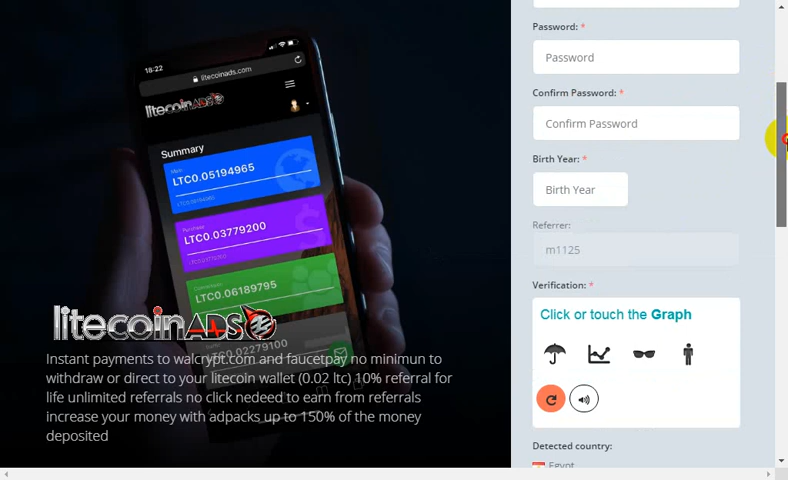 18:22
litecoinads.com
litecoinADS
Summary
Main
LTC0.05194965
Purchase
LTC0.03779200
LTC0.06189795
LTC0.02279100
litecoinADS
Instant payments to walcrypt.com and faucetpay no minimun to
withdraw or direct to your litecoin wallet (0.02 ltc) 10% referral for
life unlimited referrals no click nedeed to earn from referrals
increase your money with adpacks up to 150% of the money
deposited
Password: *
Password
Confirm Password: *
Confirm Password
Birth Year: *
Birth Year
Referrer:
m1125
Verification: *
Click or touch the Graph
Detected country:
Egypt